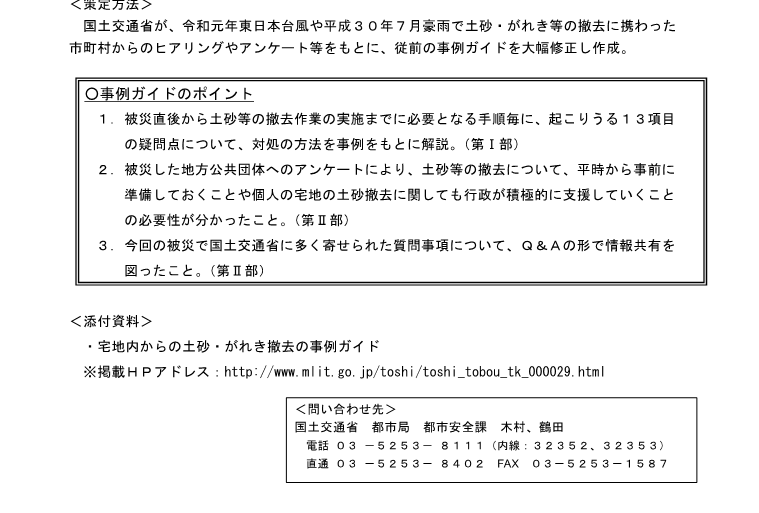 ＜策定方法＞
国土交通省が、令和元年東日本台風や平成３０年７月豪雨で土砂・がれき等の撤去に携わった
市町村からのヒアリングやアンケート等をもとに、従前の事例ガイドを大幅修正し作成。
〇事例ガイドのポイント
１．被災直後から土砂等の撤去作業の実施までに必要となる手順毎に、起こりうる１３項目
の疑問点について、対処の方法を事例をもとに解説。（第Ⅰ部）
２．被災した地方公共団体へのアンケートにより、土砂等の撤去について、平時から事前に
準備しておくことや個人の宅地の土砂撤去に関しても行政が積極的に支援していくこと
の必要性が分かったこと。（第Ⅱ部）
３．今回の被災で国土交通省に多く寄せられた質問事項について、Ｑ＆Ａの形で情報共有を
図ったこと。（第Ⅱ部）
＜添付資料＞
・宅地内からの土砂・がれき撤去の事例ガイド
※掲載ＨＰアドレス：http://www.mlit.go.jp/toshi/toshi_tobou_tk_000029.html
＜問い合わせ先＞
国土交通省　都市局　都市安全課　木村、鶴田
電話 ０３ －５２５３－ ８１１１（内線：３２３５２、３２３５３）
直通 ０３ －５２５３－ ８４０２　FAX　０３－５２５３－１５８７